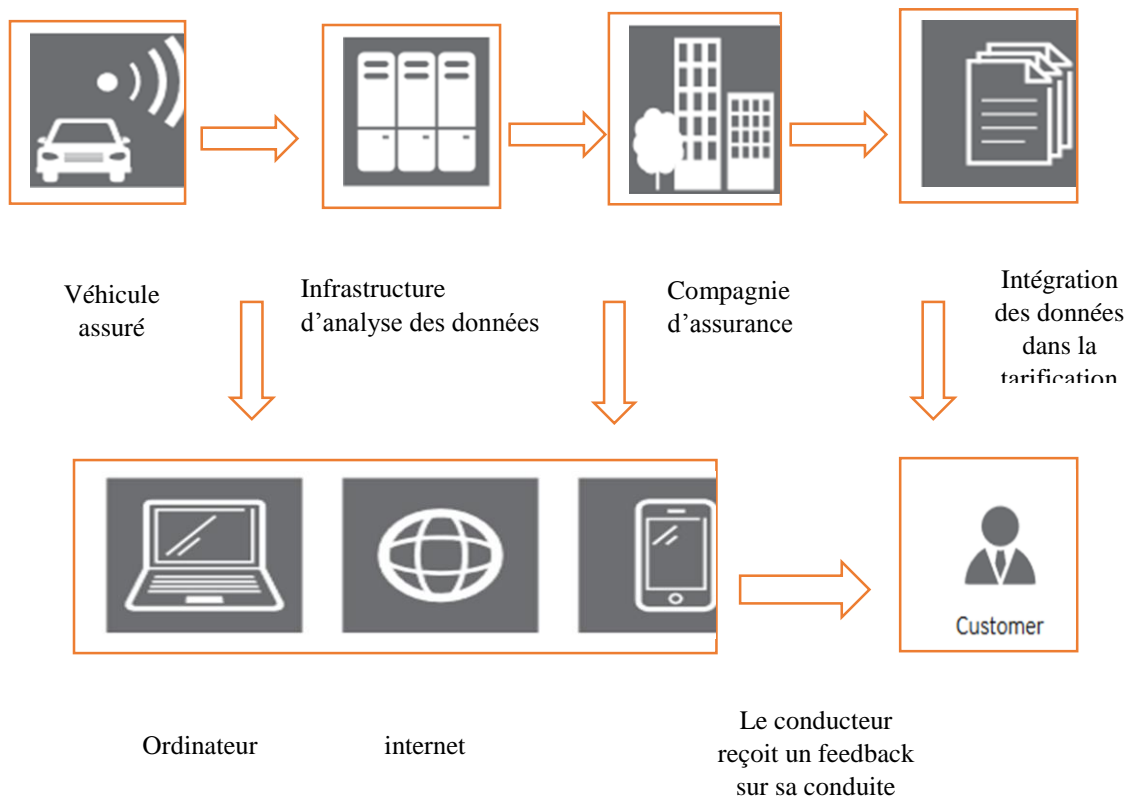 Véhicule
assuré
Infrastructure
d’analyse des données
Compagnie
d’assurance
Intégration
des données
dans la
tarification
Customer
Ordinateur
internet
Le conducteur
reçoit un feedback
sur sa conduite